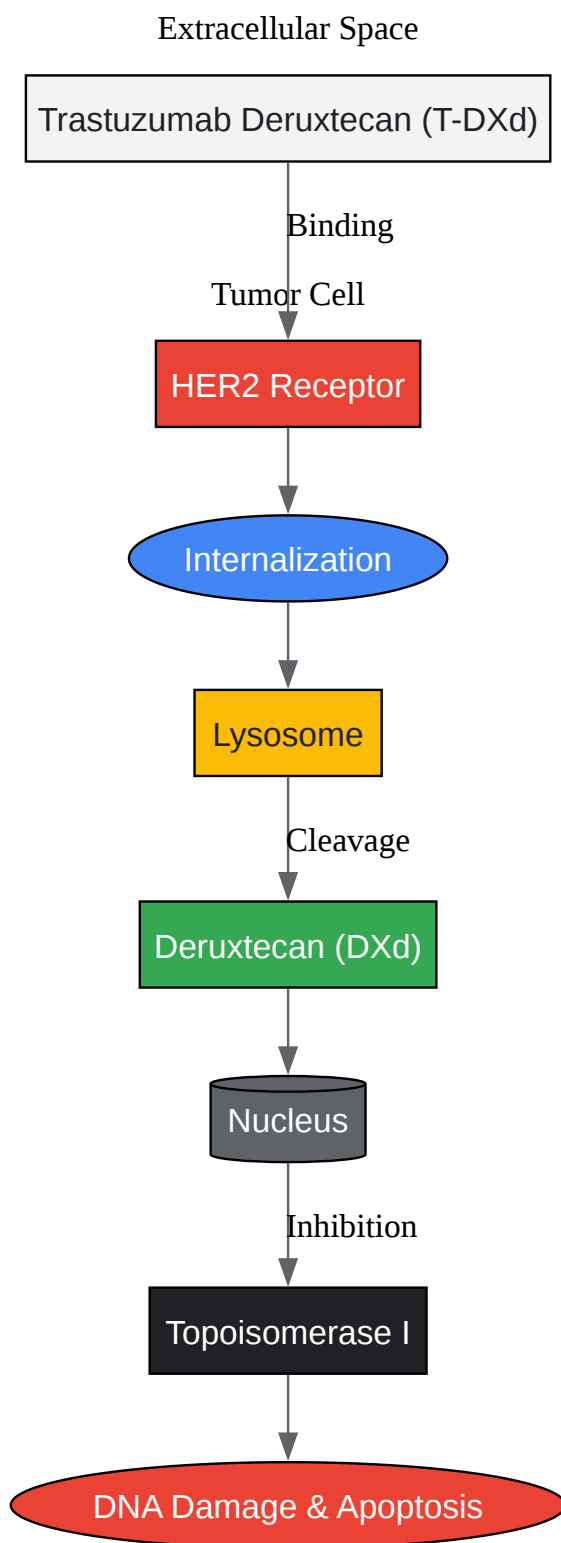 Extracellular Space
Trastuzumab Deruxtecan (T-DXd)
Binding
Tumor Cell
HER2 Receptor
Internalization
Lysosome
Cleavage
Deruxtecan (DXd)
Nucleus
Inhibition
Topoisomerase I
DNA Damage & Apoptosis